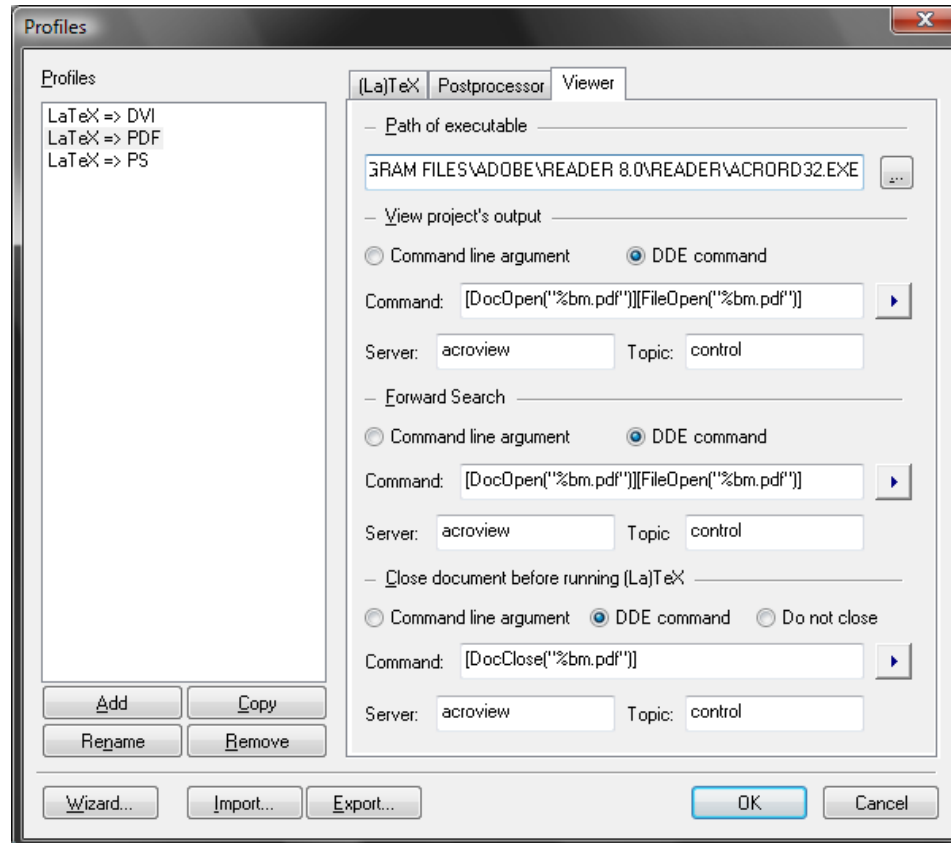 Profiles
Profiles
LaTeX => DVI
LaTeX => PDF
LaTeX => PS
Add
Copy
Rename
Remove
(La)TeX
Postprocessor
Viewer
Path of executable
GRAM FILES\ADOBE\READER 8.0\READER\ACRORD32.EXE
...
View project's output
Command line argument
DDE command
Command: [DocOpen("%bm.pdf")][FileOpen("%bm.pdf")]
Server: acroview Topic: control
Forward Search
Command line argument
DDE command
Command: [DocOpen("%bm.pdf")][FileOpen("%bm.pdf")]
Server: acroview Topic control
Close document before running (La)TeX
Command line argument
DDE command
Do not close
Command: [DocClose("%bm.pdf")]
Server: acroview Topic: control
Wizard...
Import...
Export...
OK
Cancel